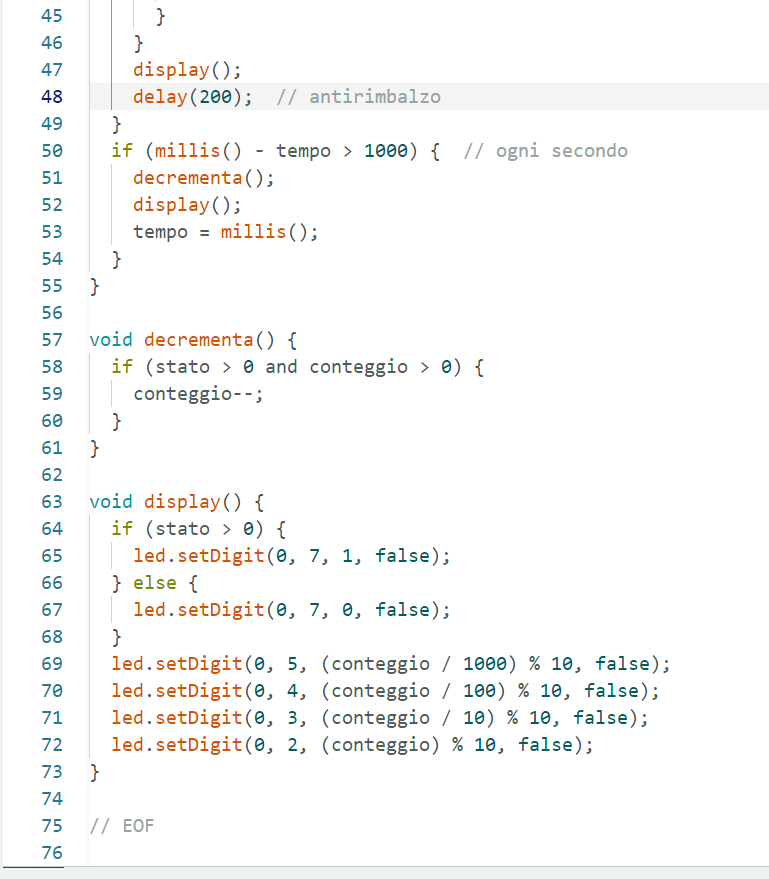 45       }
46     }
47     display();
48     delay(200);  // antirimbalzo
49   }
50   if (millis() - tempo > 1000) {  // ogni secondo
51     decrementa();
52     display();
53     tempo = millis();
54   }
55 }
56
57 void decrementa() {
58   if (stato > 0 and conteggio > 0) {
59     conteggio--;
60   }
61 }
62
63 void display() {
64   if (stato > 0) {
65     led.setDigit(0, 7, 1, false);
66   } else {
67     led.setDigit(0, 7, 0, false);
68   }
69   led.setDigit(0, 5, (conteggio / 1000) % 10, false);
70   led.setDigit(0, 4, (conteggio / 100) % 10, false);
71   led.setDigit(0, 3, (conteggio / 10) % 10, false);
72   led.setDigit(0, 2, (conteggio) % 10, false);
73 }
74
75 // EOF
76